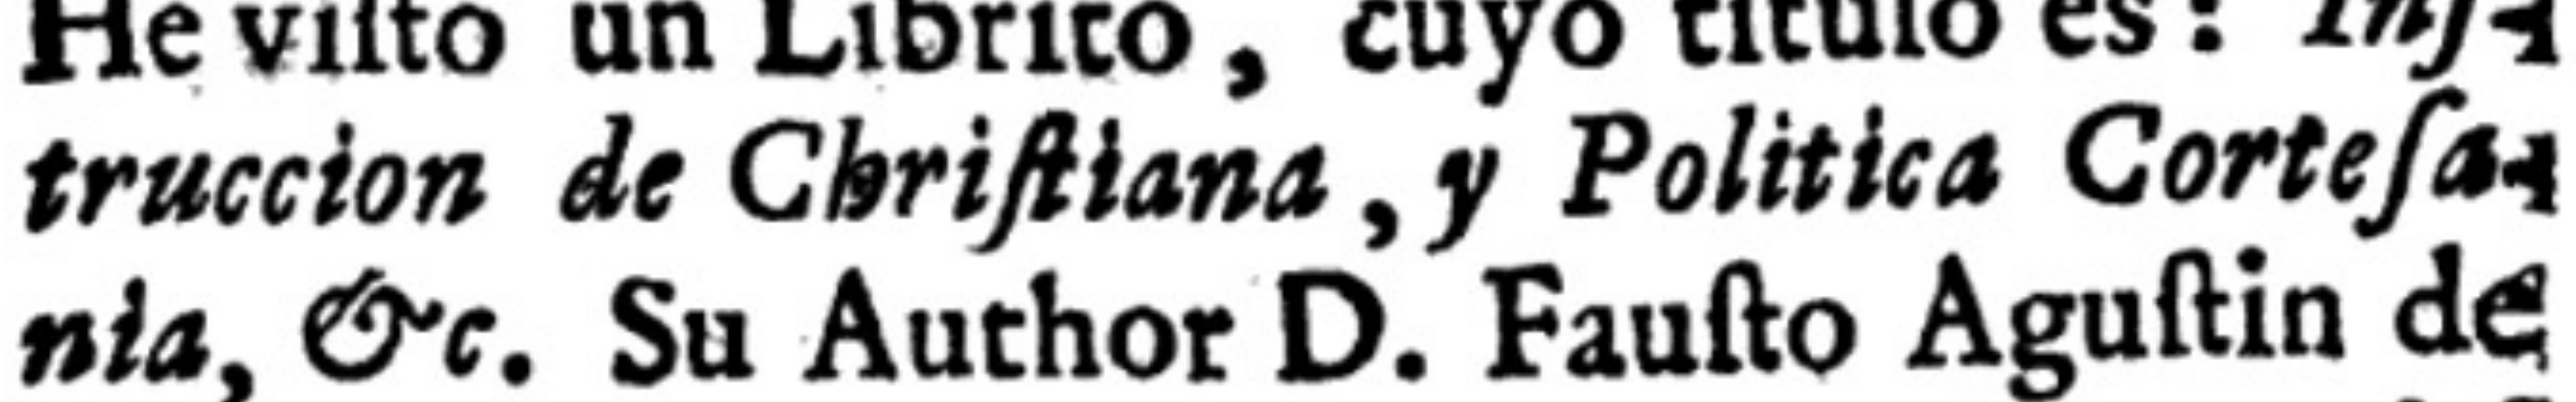 He viſto un Librito, cuyo titulo es: Inſ-
truccion de Chriſtiana, y Politica Corteſa-
nia, &c. Su Author D. Fauſto Aguſtin de